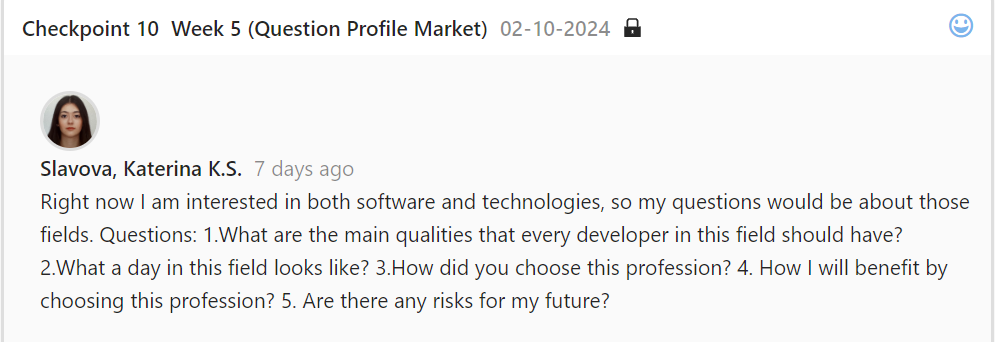 Checkpoint 10 Week 5 (Question Profile Market) 02-10-2024
Slavova, Katerina K.S. 7 days ago
Right now I am interested in both software and technologies, so my questions would be about those
fields. Questions: 1.What are the main qualities that every developer in this field should have?
2.What a day in this field looks like? 3.How did you choose this profession? 4. How I will benefit by
choosing this profession? 5. Are there any risks for my future?